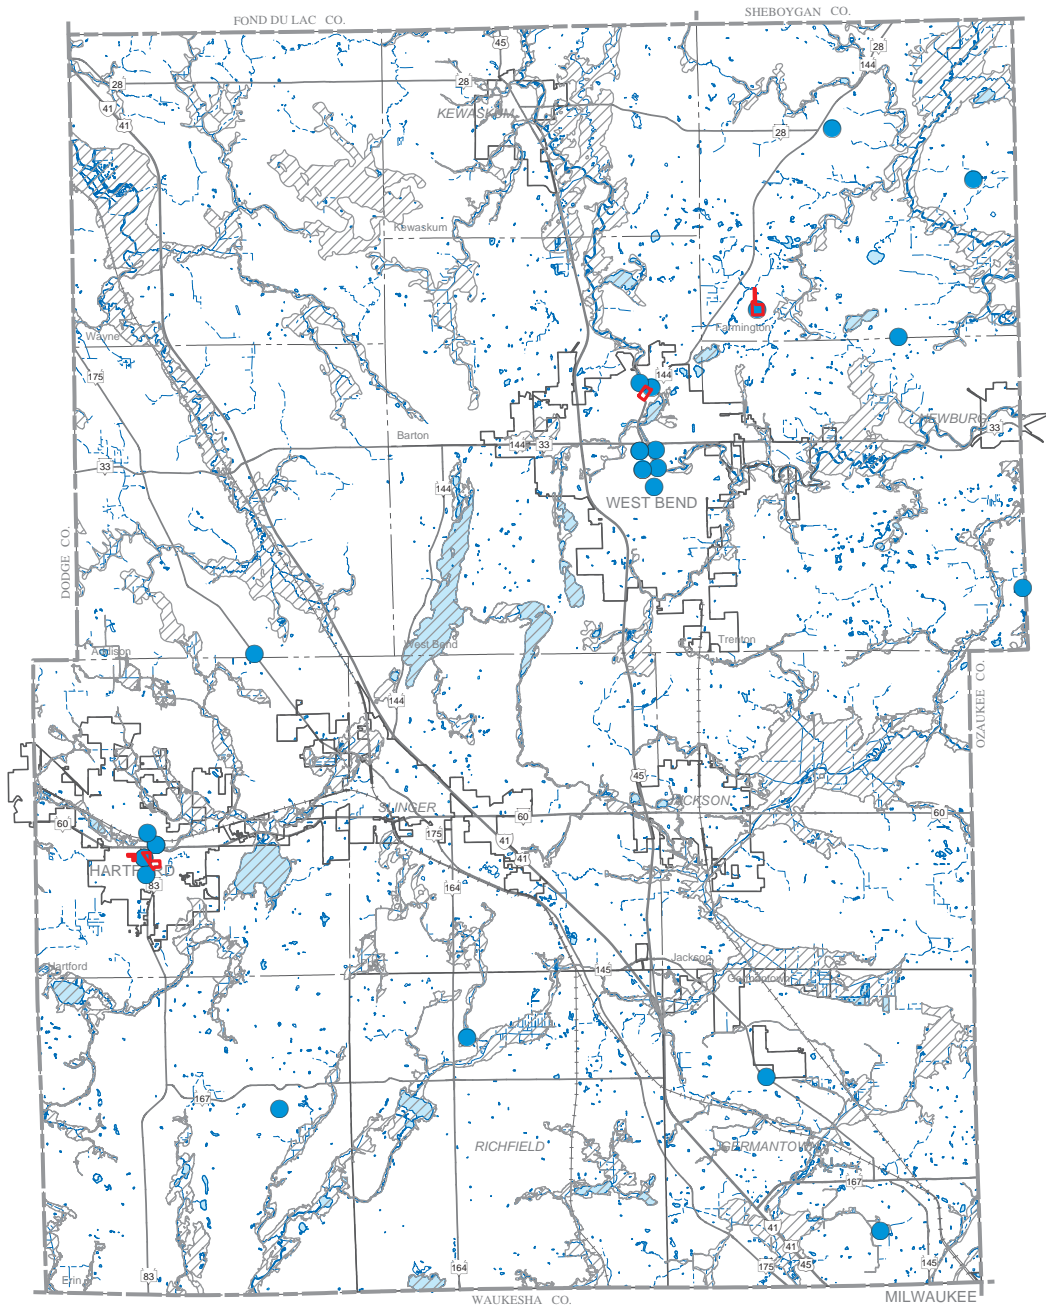 FOND DU LAC CO.
SHEBOYGAN CO.
45
28
144
28
28
41
41
KEWASKUM
28
Kewaskum
Wayne
Farmington
175
144
NEWBURG
33
Barton
144
33
33
144
WEST BEND
DODGE CO.
Trenton
Addison
West Bend
OZAUKEE CO.
144
45
JACKSON
SLINGER
60
60
60
175
41
41
HARTFORD
83
164
Hartford
Jackson
145
Germantown
167
RICHFIELD
GERMANTOWN
167
41
41
45
175
145
Erin
83
164
WAUKESHA CO.
MILWAUKEE